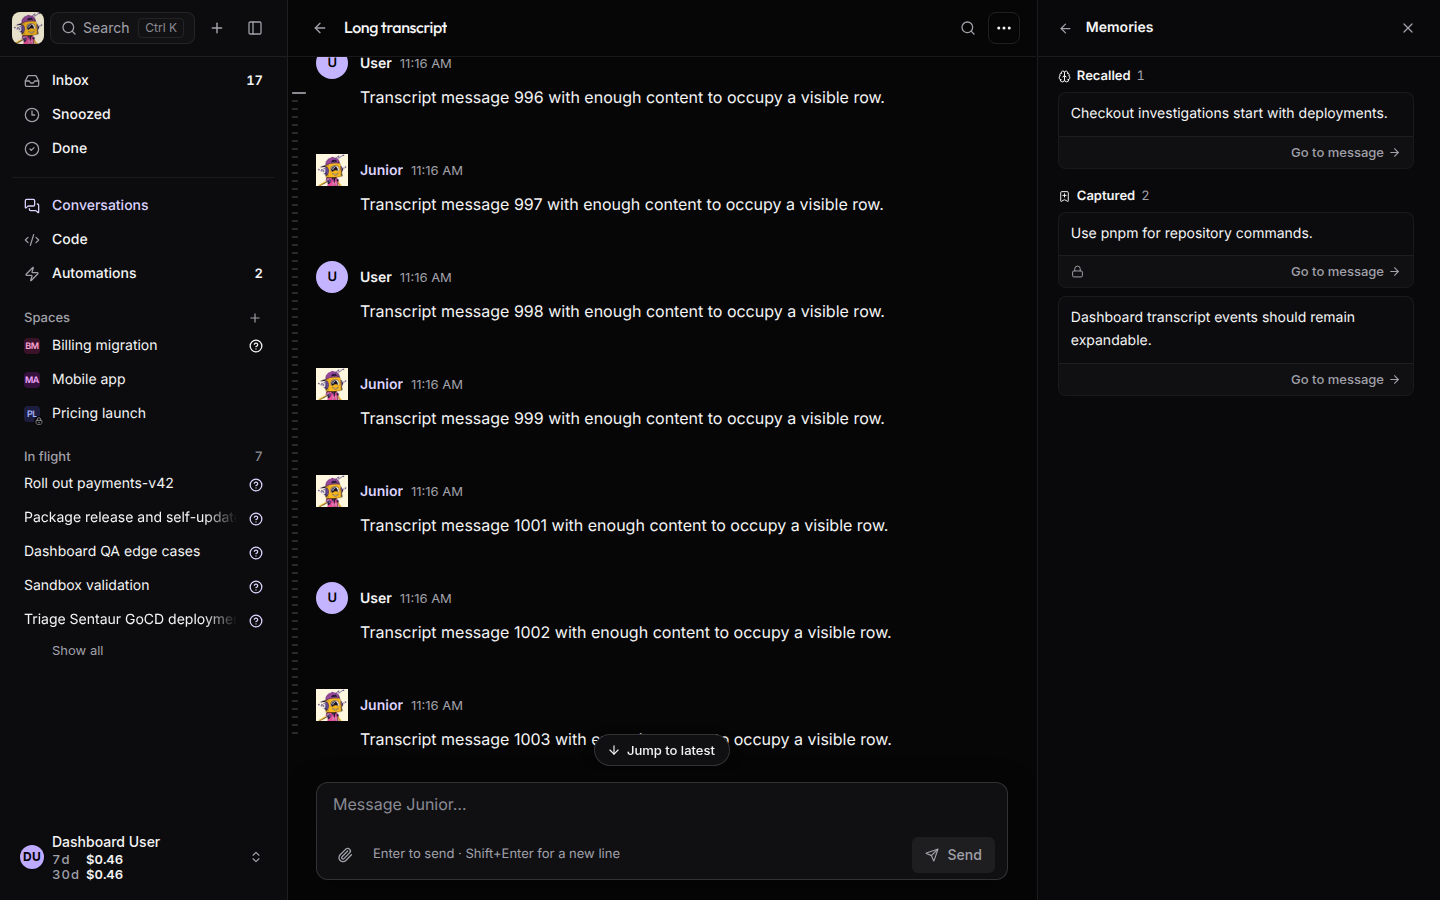 Search
Ctrl K
Inbox
17
Snoozed
Done
Conversations
Code
Automations
2
Spaces
BM
Billing migration
MA
Mobile app
PL
Pricing launch
In flight
7
Roll out payments-v42
Package release and self-updat
Dashboard QA edge cases
Sandbox validation
Triage Sentaur GoCD deployme
Show all
DU
Dashboard User
7d $0.46
30d $0.46
Long transcript
U
User 11:16 AM
Transcript message 996 with enough content to occupy a visible row.
Junior 11:16 AM
Transcript message 997 with enough content to occupy a visible row.
U
User 11:16 AM
Transcript message 998 with enough content to occupy a visible row.
Junior 11:16 AM
Transcript message 999 with enough content to occupy a visible row.
Junior 11:16 AM
Transcript message 1001 with enough content to occupy a visible row.
U
User 11:16 AM
Transcript message 1002 with enough content to occupy a visible row.
Junior 11:16 AM
Transcript message 1003 with occupy a visible row.
Jump to latest
Message Junior...
Enter to send · Shift+Enter for a new line
Send
Memories
Recalled 1
Checkout investigations start with deployments.
Go to message
Captured 2
Use pnpm for repository commands.
Go to message
Dashboard transcript events should remain
expandable.
Go to message